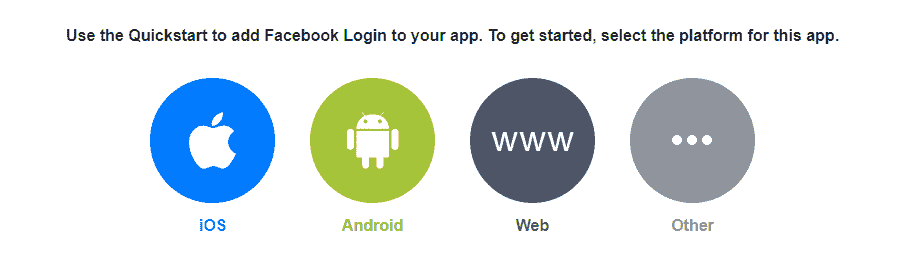 Use the Quickstart to add Facebook Login to your app. To get started, select the platform for this app.
www
iOS
Android
Web
Other